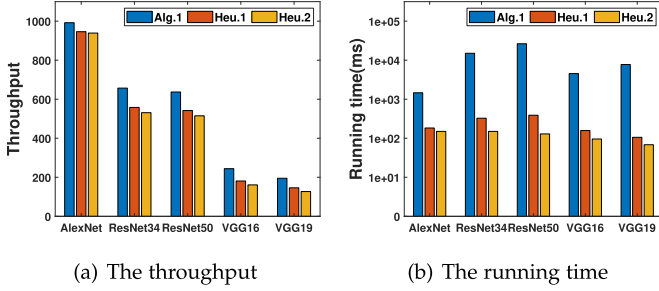 Alg.1 Heu.1 Heu.2
1000
800
600
400
200
0
Throughput
AlexNet ResNet34 ResNet50 VGG16 VGG19
(a) The throughput
Alg.1 Heu.1 Heu.2
1e+05
1e+04
1e+03
1e+02
1e+01
0
Running time(ms)
AlexNet ResNet34 ResNet50 VGG16 VGG19
(b) The running time